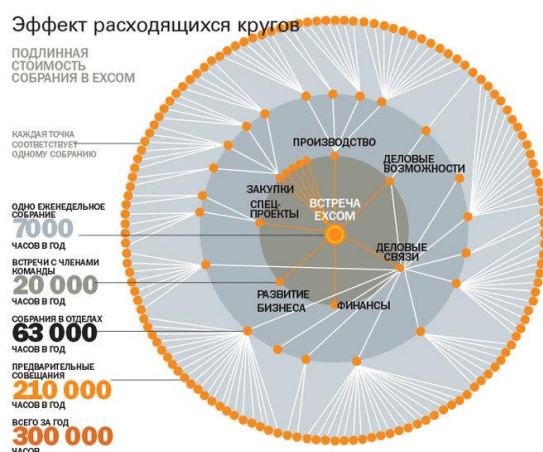 Эффект расходящихся кругов
ПОДЛИННАЯ
СТОИМОСТЬ
СОБРАНИЯ В EXCOM
КАЖДАЯ ТОЧКА
СООТВЕТСТВУЕТ
ОДНОМУ СОБРАНИЮ
ОДНО ЕЖЕНЕДЕЛЬНОЕ
СОБРАНИЕ
7000
ЧАСОВ В ГОД
ВСТРЕЧИ С ЧЛЕНАМИ
КОМАНДЫ
20 000
ЧАСОВ В ГОД
СОБРАНИЯ В ОТДЕЛАХ
63 000
ЧАСОВ В ГОД
ПРЕДВАРИТЕЛЬНЫЕ
СОВЕЩАНИЯ
210 000
ЧАСОВ В ГОД
ВСЕГО ЗА ГОД
300 000
ЧАСОВ
ПРОИЗВОДСТВО
ДЕЛОВЫЕ
ВОЗМОЖНОСТИ
ЗАКУПКИ
СПЕЦ-
ПРОЕКТЫ
ВСТРЕЧА
EXCOM
ДЕЛОВЫЕ
СВЯЗИ
РАЗВИТИЕ
БИЗНЕСА
ФИНАНСЫ